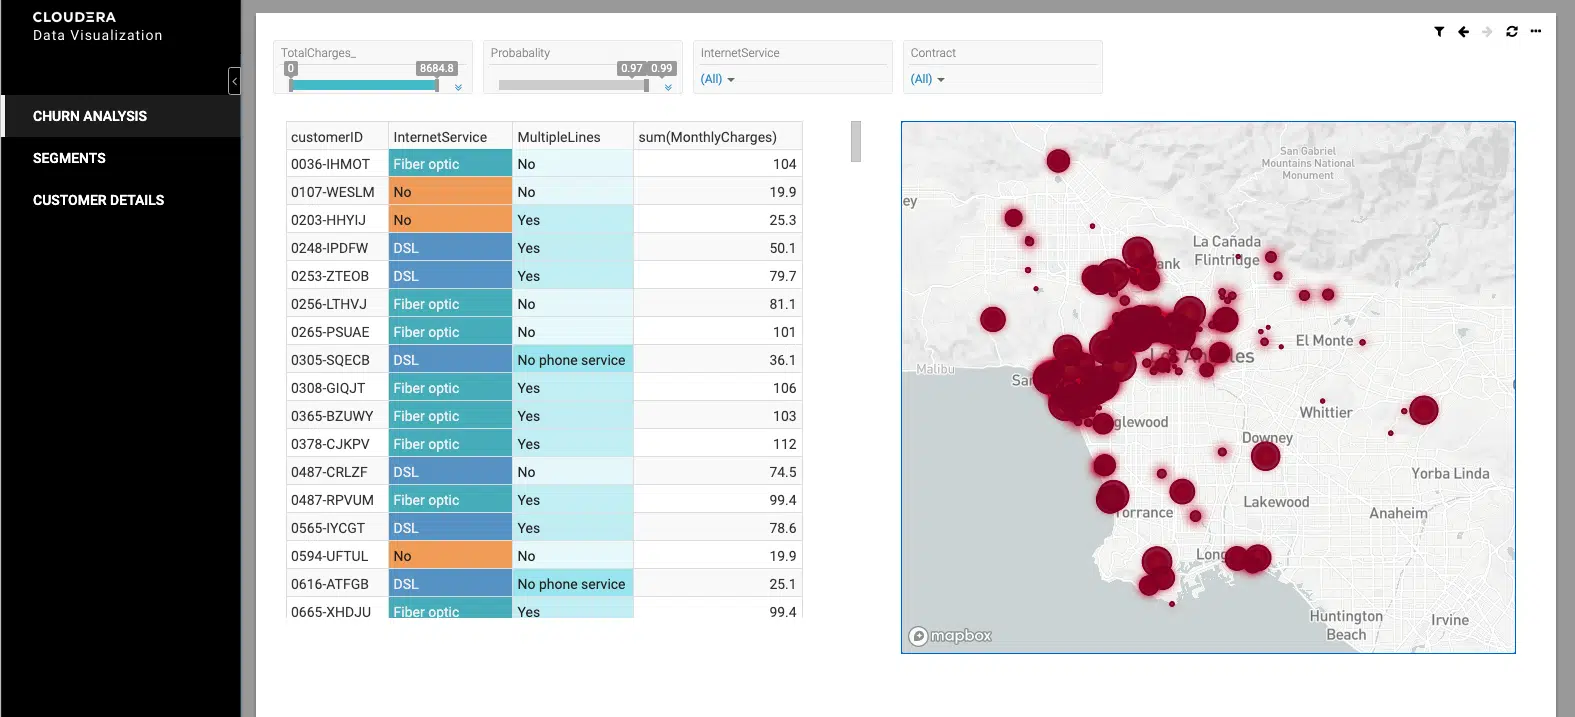 CLOUDERA
Data Visualization
CHURN ANALYSIS
SEGMENTS
CUSTOMER DETAILS
TotalCharges_
0 8684.8
Probabality
0.97 0.99
InternetService
(All)
Contract
(All)
customerID InternetService MultipleLines sum(MonthlyCharges)
0036-IHMOT Fiber optic No 104
0107-WESLM No No 19.9
0203-HHYIJ No Yes 25.3
0248-IPDFW DSL Yes 50.1
0253-ZTEOB DSL Yes 79.7
0256-LTHVJ Fiber optic No 81.1
0265-PSUAE Fiber optic No 101
0305-SQECB DSL No phone service 36.1
0308-GIQJT Fiber optic Yes 106
0365-BZUWY Fiber optic Yes 103
0378-CJKPV Fiber optic Yes 112
0487-CRLZF DSL No 74.5
0487-RPVUM Fiber optic Yes 99.4
0565-IYCGT DSL Yes 78.6
0594-UFTUL No No 19.9
0616-ATFGB DSL No phone service 25.1
0665-XHDJU Fiber optic Yes 99.4
San Gabriel
Mountains National
Monument
ey
La Cañada
Flintridge
ank
El Monte
Los Angeles
Malibu
Sa
Whittier
glewood
Downey
Yorba Linda
Lakewood
Torrance
Anaheim
Long
Huntington
Beach
Irvine
mapbox